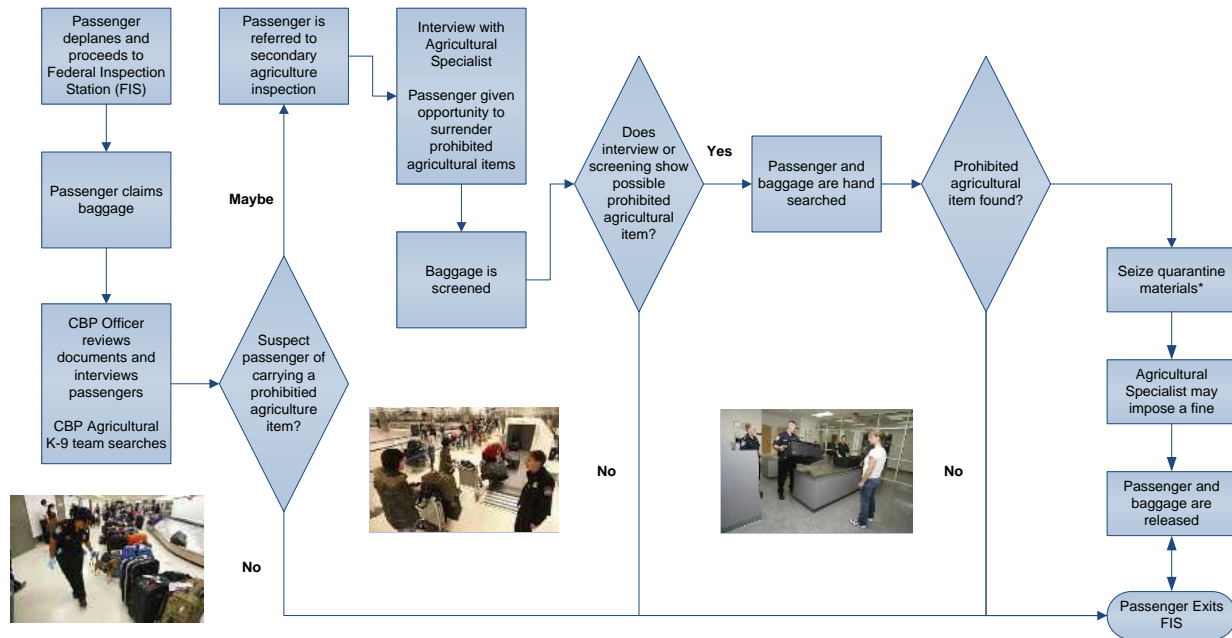 Passenger
deplanes and
proceeds to
Federal Inspection
Station (FIS)
Passenger claims
baggage
CBP Officer
reviews
documents and
interviews
passengers
CBP Agricultural
K-9 team searches
Suspect
passenger of
carrying a
prohibitied
agriculture
item?
Maybe
No
Passenger is
referred to
secondary
agriculture
inspection
Interview with
Agricultural
Specialist
Passenger given
opportunity to
surrender
prohibited
agricultural items
Baggage is
screened
Does
interview or
screening show
possible
prohibited
agricultural
item?
Yes
No
Passenger and
baggage are hand
searched
Prohibited
agricultural
item found?
No
Seize quarantine
materials*
Agricultural
Specialist may
impose a fine
Passenger and
baggage are
released
Passenger Exits
FIS